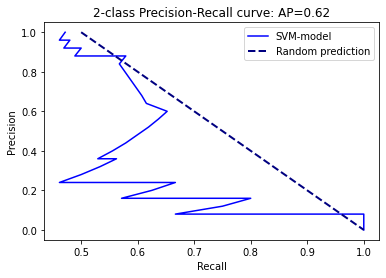 2-class Precision-Recall curve: AP=0.62
SVM-model
Random prediction
Precision
1.0
0.8
0.6
0.4
0.2
0.0
0.5 0.6 0.7 0.8 0.9 1.0
Recall